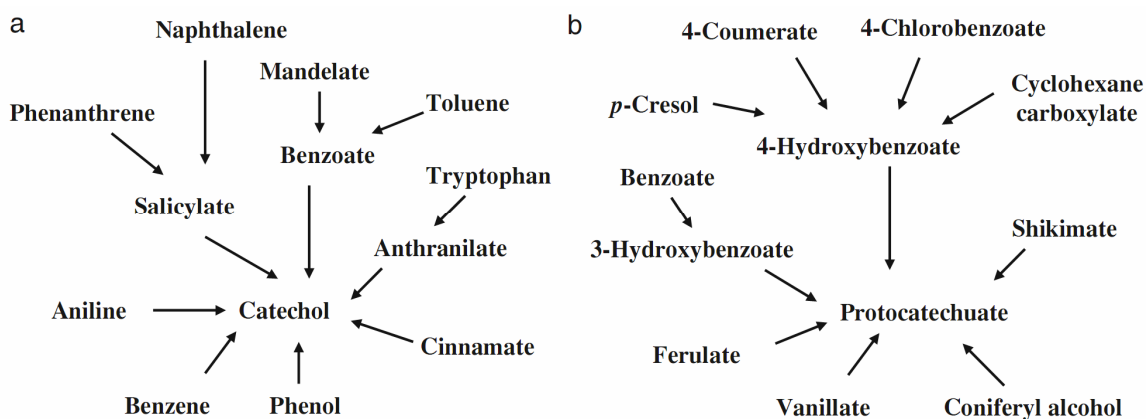 a
Naphthalene
Mandelate
Phenanthrene
Toluene
Benzoate
Tryptophan
Salicylate
Anthranilate
Aniline
Catechol
Cinnamate
Benzene
Phenol
b
4-Coumerate
4-Chlorobenzoate
p-Cresol
Cyclohexane
carboxylate
4-Hydroxybenzoate
Benzoate
Shikimate
3-Hydroxybenzoate
Protocatechuate
Ferulate
Vanillate
Coniferyl alcohol